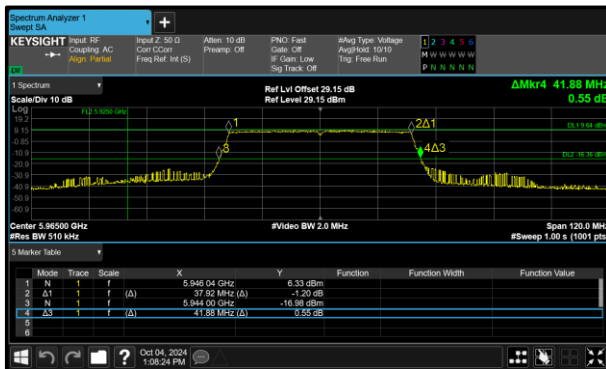 Spectrum Analyzer 1
Swept SA
+
KEYSIGHT Input: RF Input Z: 50 Ω Atten: 10 dB PNO: Fast #Avg Type: Voltage 1 2 3 4 5 6
Coupling: AC Corr CCorr Preamp: Off Gate: Off Avg|Hold: 10/10 M W W W W W
Align: Partial Freq Ref: Int (S) IF Gain: Low Trig: Free Run P N N N N N
Sig Track: Off
1 Spectrum Ref Lvl Offset 29.15 dB ΔMkr4 41.88 MHz
Scale/Div 10 dB Ref Level 29.15 dBm 0.55 dB
Log
19.2 FL2 5.9250 GHz
9.15 1 2Δ1 DL1 9.64 dBm
-0.85
-10.9 3 4Δ3 DL2 -16.36 dBm
-20.9
-30.9
-40.9
-50.9
-60.9
Center 5.96500 GHz #Video BW 2.0 MHz Span 120.0 MHz
#Res BW 510 kHz #Sweep 1.00 s (1001 pts)
5 Marker Table
Mode Trace Scale X Y Function Function Width Function Value
1 N 1 f 5.946 04 GHz 6.33 dBm
2 Δ1 1 f (Δ) 37.92 MHz (Δ) -1.20 dB
3 N 1 f 5.944 00 GHz -16.98 dBm
4 Δ3 1 f (Δ) 41.88 MHz (Δ) 0.55 dB
5
6
? Oct 04, 2024
1:08:24 PM